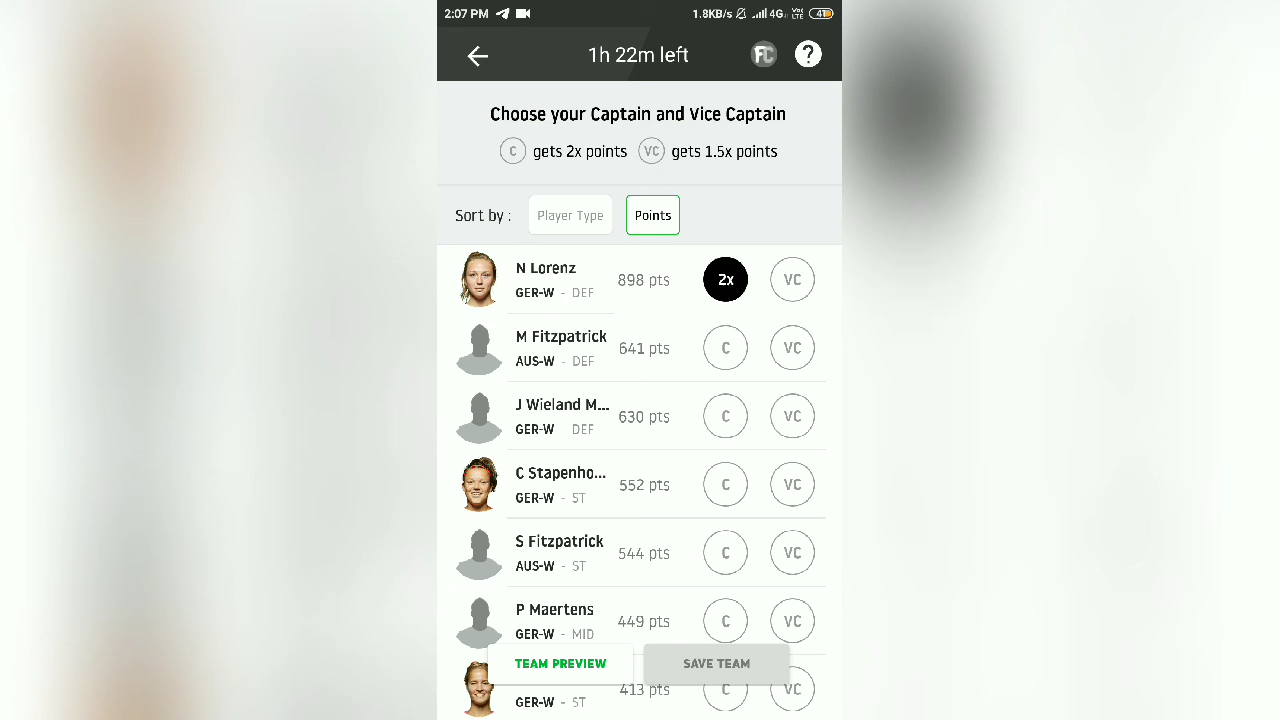 2:07 PM 1.8KB/s 4G Vo LTE 41
1h 22m left FC ?
Choose your Captain and Vice Captain
C gets 2x points VC gets 1.5x points
Sort by : Player Type Points
N Lorenz 898 pts 2x VC
GER-W - DEF
M Fitzpatrick 641 pts C VC
AUS-W - DEF
J Wieland M... 630 pts C VC
GER-W DEF
C Stapenho... 552 pts C VC
GER-W - ST
S Fitzpatrick 544 pts C VC
AUS-W - ST
P Maertens 449 pts C VC
GER-W - MID
TEAM PREVIEW SAVE TEAM
413 pts C VC
GER-W - ST